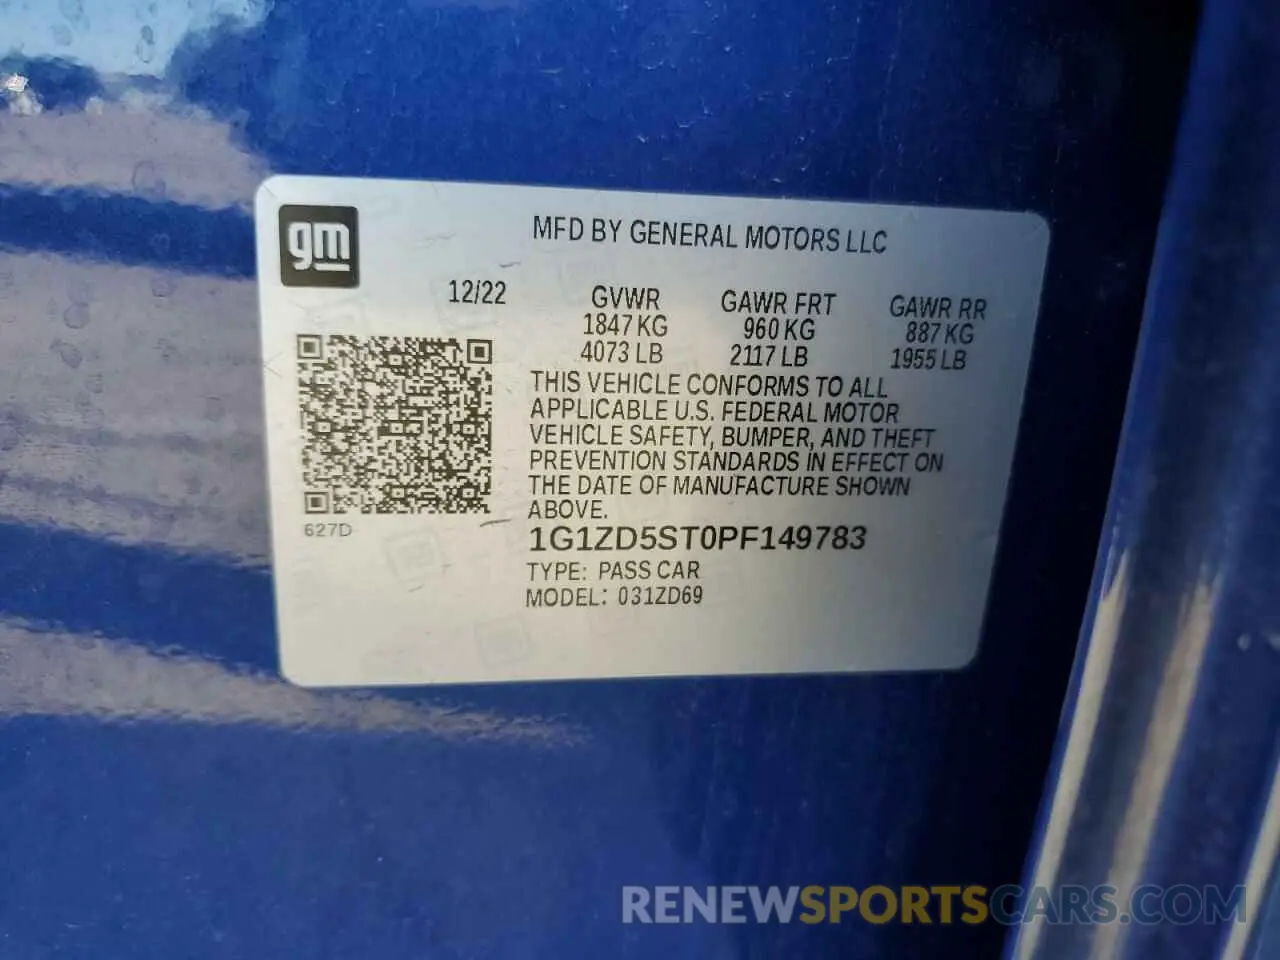 gm
MFD BY GENERAL MOTORS LLC
12/22
GVWR GAWR FRT GAWR RR
1847 KG 960 KG 887 KG
4073 LB 2117 LB 1955 LB
THIS VEHICLE CONFORMS TO ALL
APPLICABLE U.S. FEDERAL MOTOR
VEHICLE SAFETY, BUMPER, AND THEFT
PREVENTION STANDARDS IN EFFECT ON
THE DATE OF MANUFACTURE SHOWN
ABOVE.
627D
1G1ZD5ST0PF149783
TYPE: PASS CAR
MODEL: 031ZD69
RENEWSPORTSCARS.COM